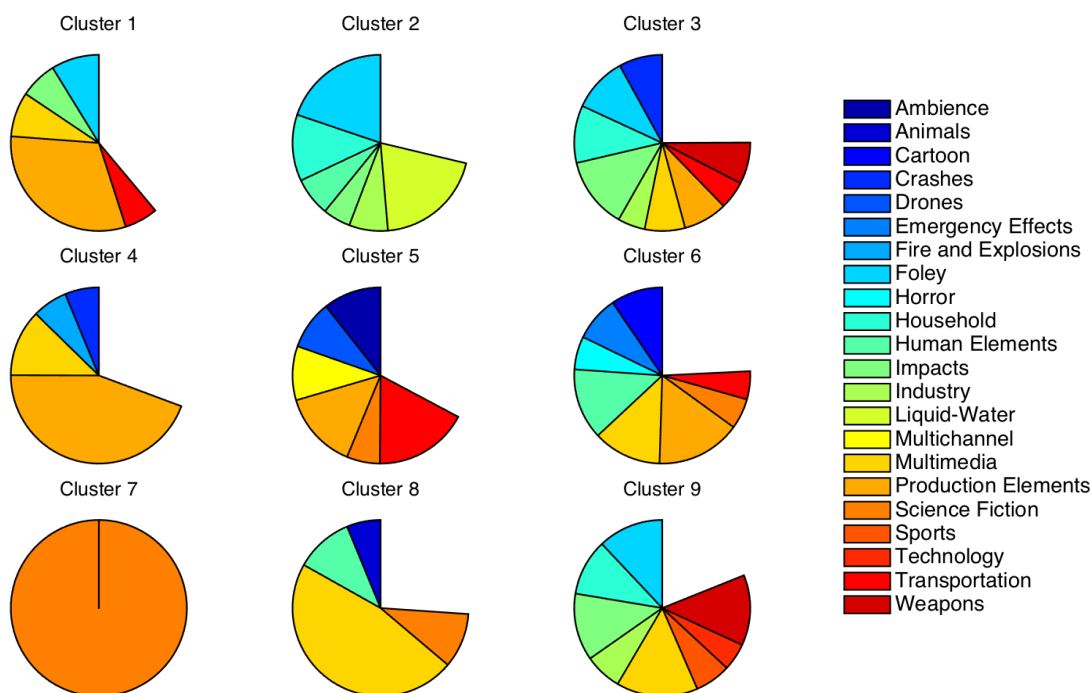 Cluster 1
Cluster 2
Cluster 3
Cluster 4
Cluster 5
Cluster 6
Cluster 7
Cluster 8
Cluster 9
Ambience
Animals
Cartoon
Crashes
Drones
Emergency Effects
Fire and Explosions
Foley
Horror
Household
Human Elements
Impacts
Industry
Liquid-Water
Multichannel
Multimedia
Production Elements
Science Fiction
Sports
Technology
Transportation
Weapons